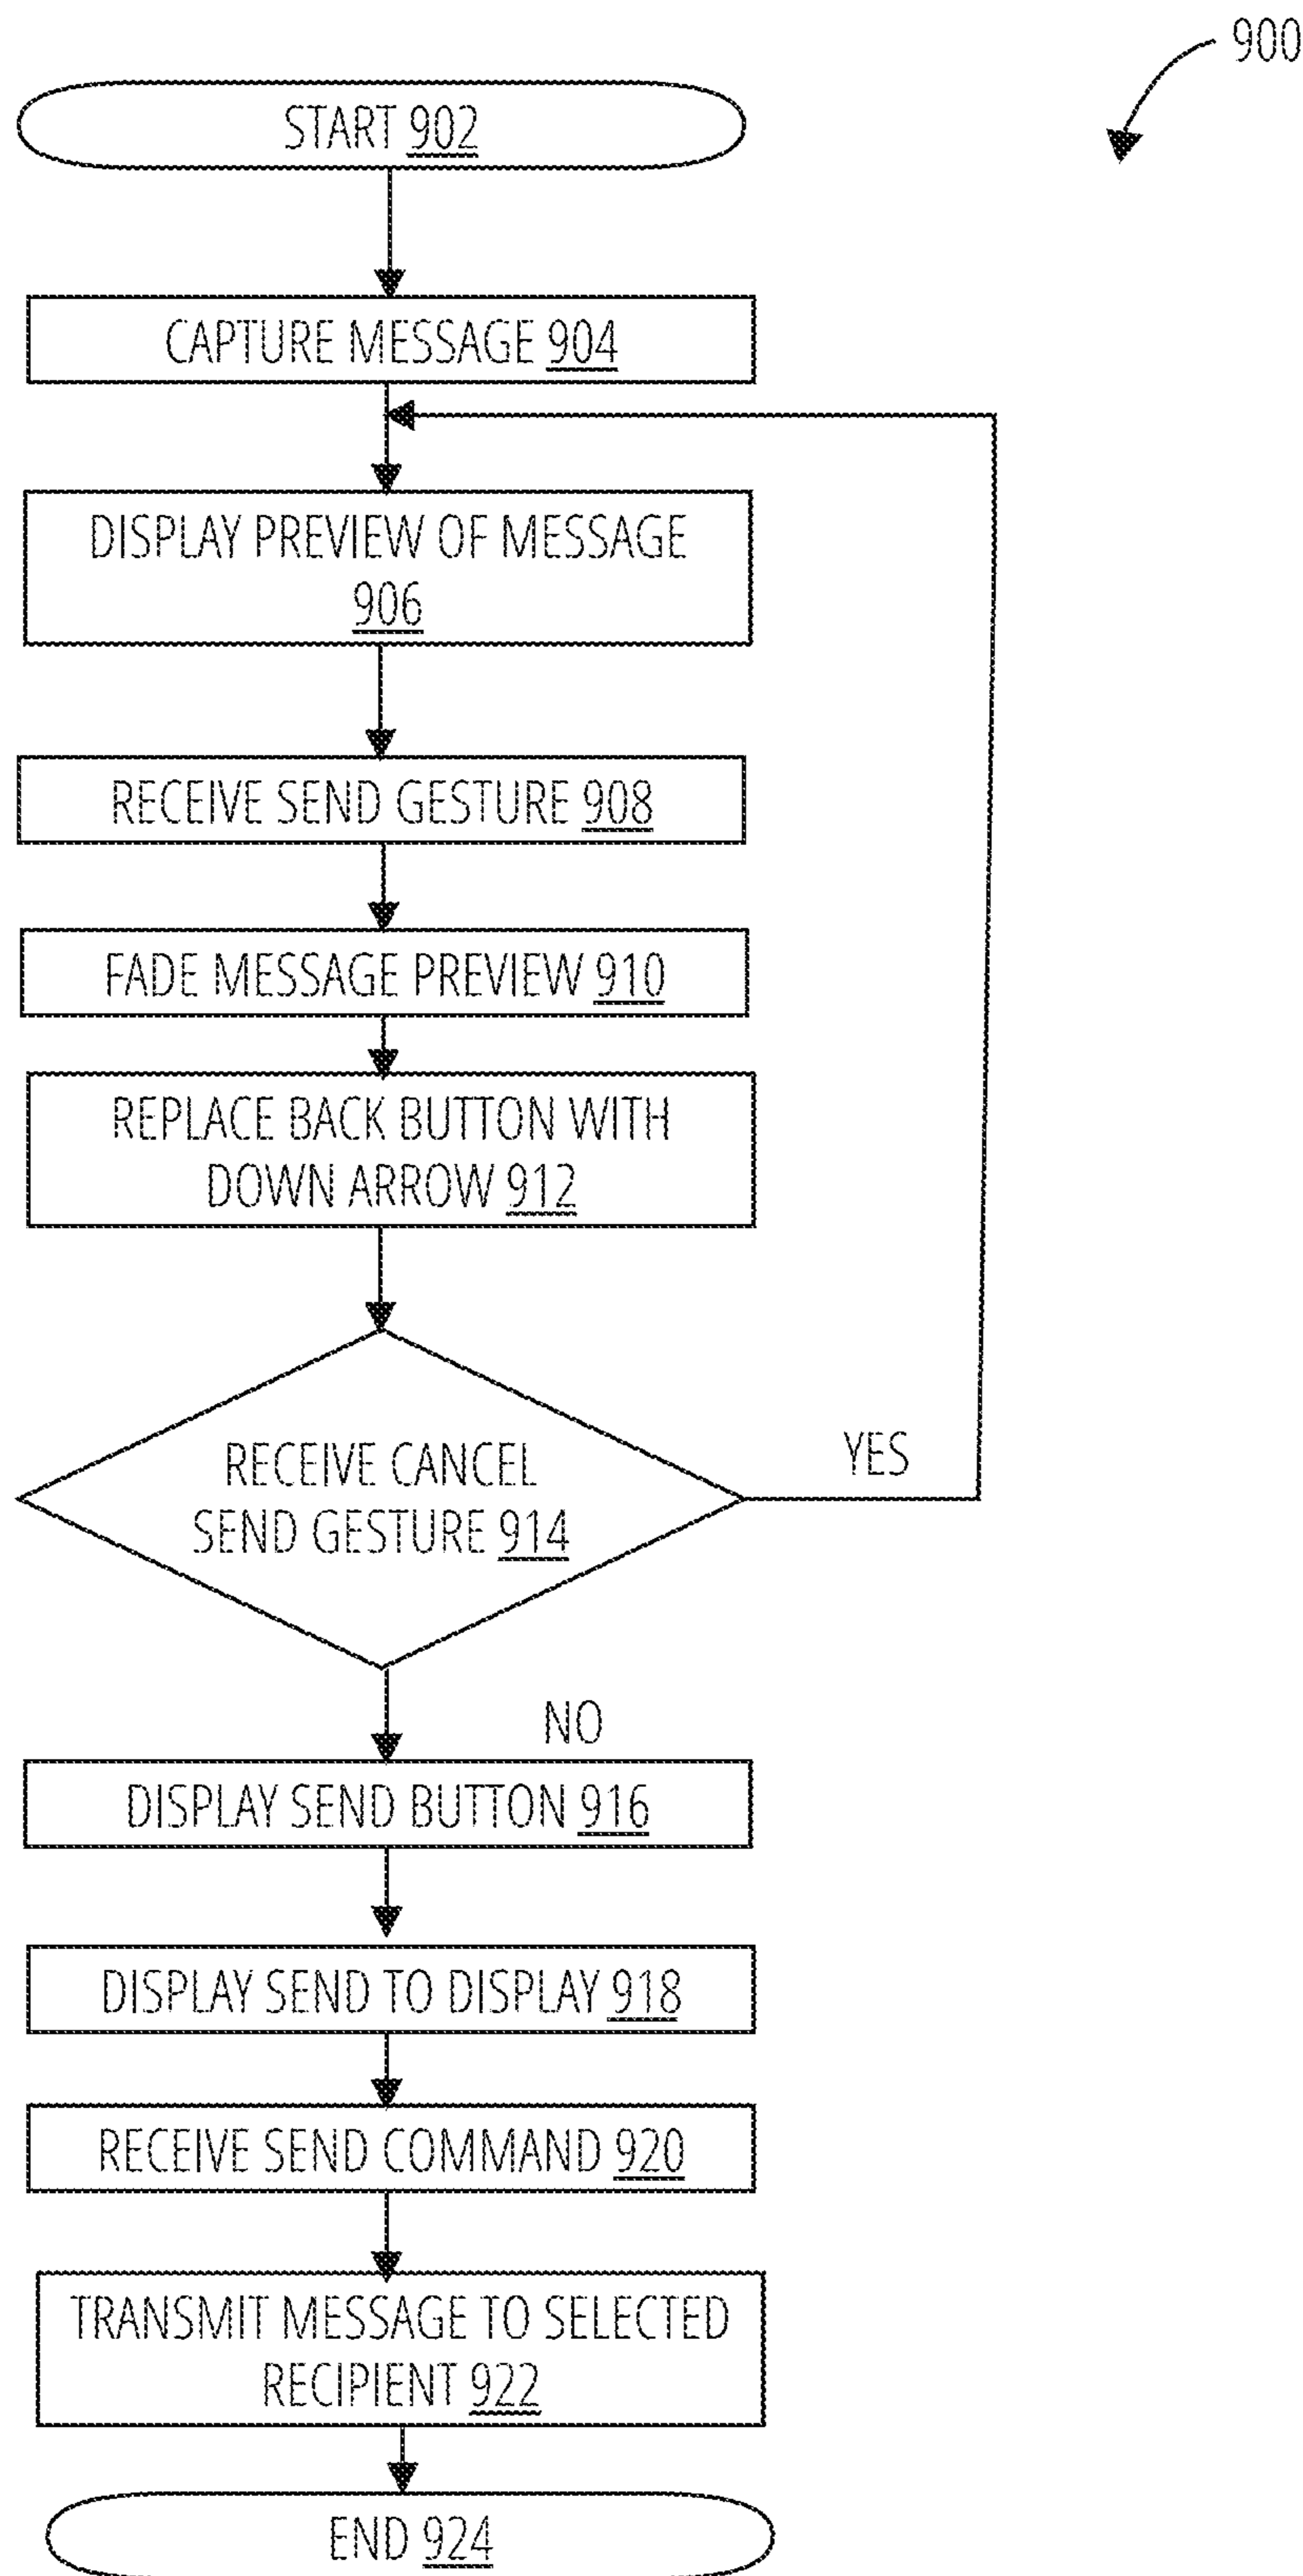 900
START 902
CAPTURE MESSAGE 904
DISPLAY PREVIEW OF MESSAGE
906
RECEIVE SEND GESTURE 908
FADE MESSAGE PREVIEW 910
REPLACE BACK BUTTON WITH
DOWN ARROW 912
RECEIVE CANCEL
SEND GESTURE 914
YES
NO
DISPLAY SEND BUTTON 916
DISPLAY SEND TO DISPLAY 918
RECEIVE SEND COMMAND 920
TRANSMIT MESSAGE TO SELECTED
RECIPIENT 922
END 924